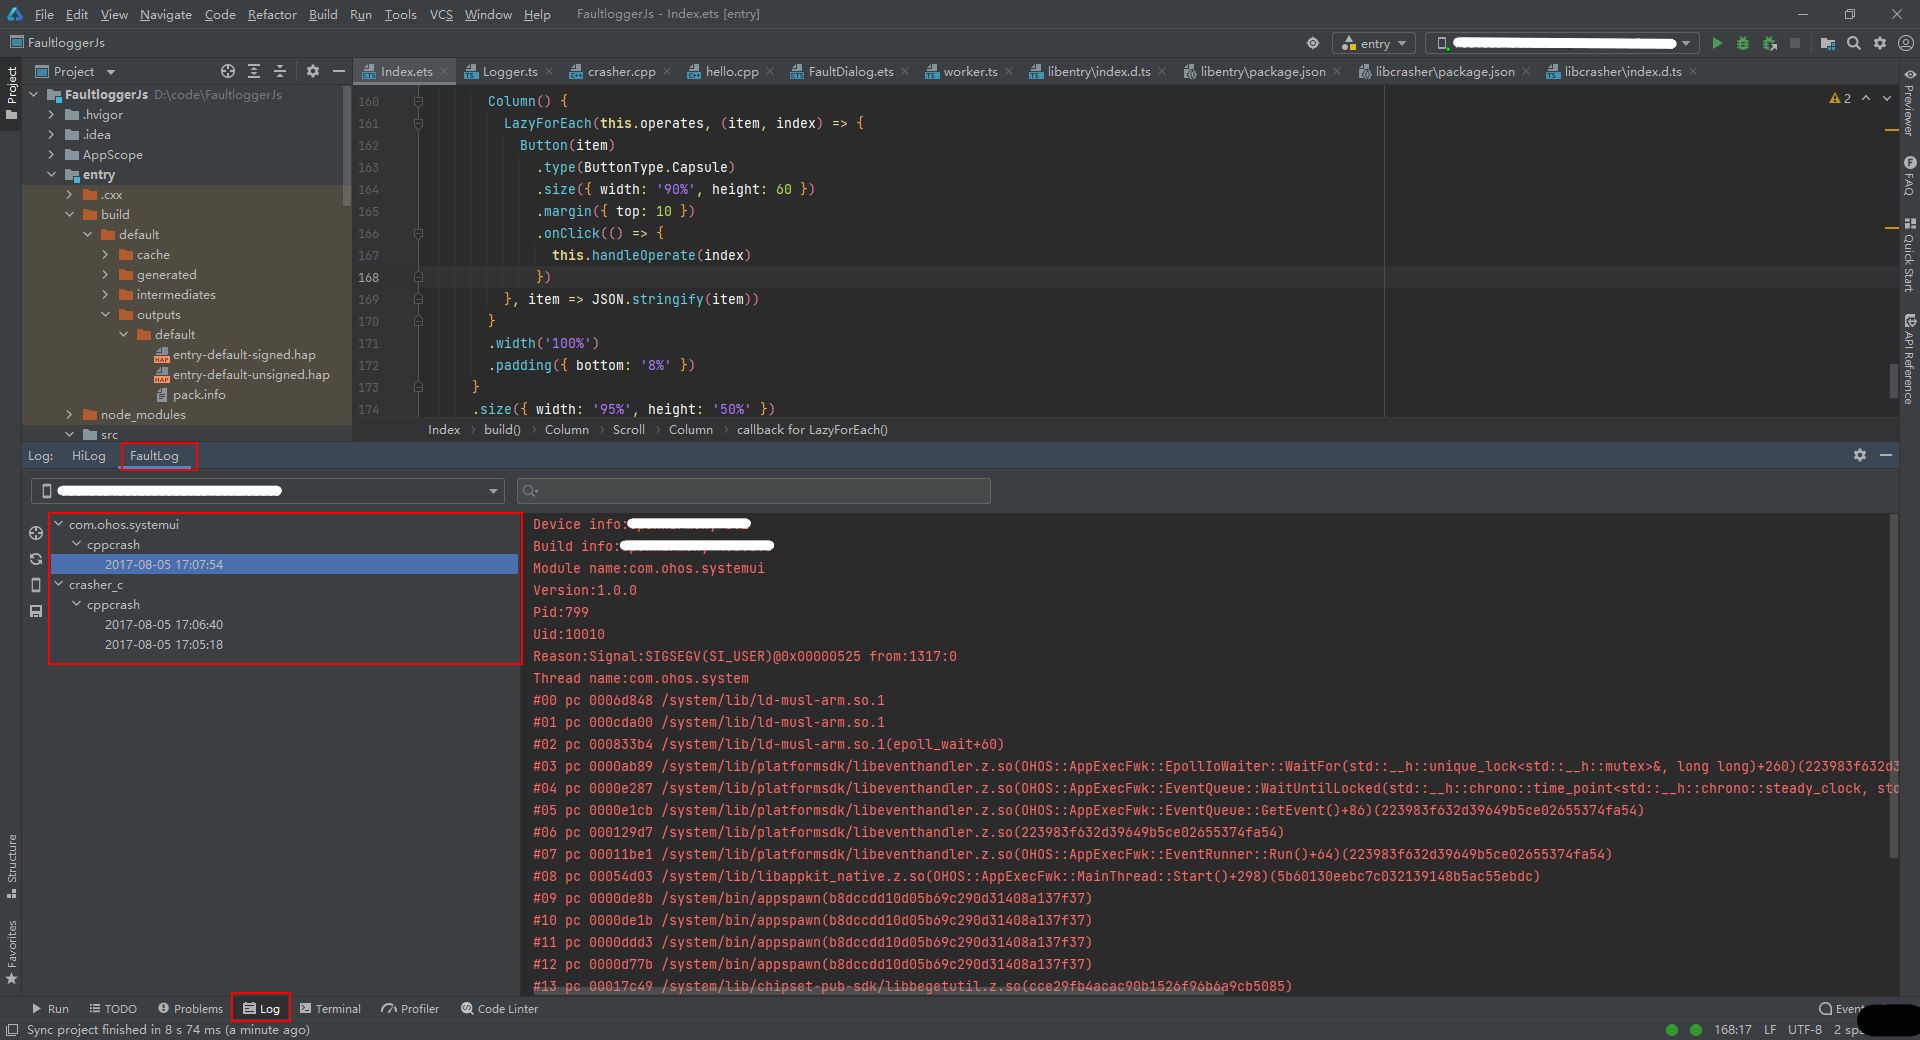 File Edit View Navigate Code Refactor Build Run Tools VCS Window Help FaultloggerJs - Index.ets [entry]
FaultloggerJs
entry
Project
Index.ets Logger.ts crasher.cpp hello.cpp FaultDialog.ets worker.ts libentry\index.d.ts libentry\package.json libcrasher\package.json libcrasher\index.d.ts
Project
FaultloggerJs D:\code\FaultloggerJs
.hvigor
.idea
AppScope
entry
.cxx
build
default
cache
generated
intermediates
outputs
default
entry-default-signed.hap
entry-default-unsigned.hap
pack.info
node_modules
src
160 Column() {
161 LazyForEach(this.operates, (item, index) => {
162 Button(item)
163 .type(ButtonType.Capsule)
164 .size({ width: '90%', height: 60 })
165 .margin({ top: 10 })
166 .onClick(() => {
167 this.handleOperate(index)
168 })
169 }, item => JSON.stringify(item))
170 }
171 .width('100%')
172 .padding({ bottom: '8%' })
173 }
174 .size({ width: '95%', height: '50%' })
2
Previewer
FAQ
Quick Start
API Reference
Index build() Column Scroll Column callback for LazyForEach()
Log: HiLog FaultLog
com.ohos.systemui
cppcrash
2017-08-05 17:07:54
crasher_c
cppcrash
2017-08-05 17:06:40
2017-08-05 17:05:18
Device info:
Build info:
Module name:com.ohos.systemui
Version:1.0.0
Pid:799
Uid:10010
Reason:Signal:SIGSEGV(SI_USER)@0x00000525 from:1317:0
Thread name:com.ohos.system
#00 pc 0006d848 /system/lib/ld-musl-arm.so.1
#01 pc 000cda00 /system/lib/ld-musl-arm.so.1
#02 pc 000833b4 /system/lib/ld-musl-arm.so.1(epoll_wait+60)
#03 pc 0000ab89 /system/lib/platformsdk/libeventhandler.z.so(OHOS::AppExecFwk::EpollIoWaiter::WaitFor(std::__h::unique_lock<std::__h::mutex>&, long long)+260)(223983f632d3
#04 pc 0000e287 /system/lib/platformsdk/libeventhandler.z.so(OHOS::AppExecFwk::EventQueue::WaitUntilLocked(std::__h::chrono::time_point<std::__h::chrono::steady_clock, std
#05 pc 0000e1cb /system/lib/platformsdk/libeventhandler.z.so(OHOS::AppExecFwk::EventQueue::GetEvent()+86)(223983f632d39649b5ce02655374fa54)
#06 pc 000129d7 /system/lib/platformsdk/libeventhandler.z.so(223983f632d39649b5ce02655374fa54)
#07 pc 00011be1 /system/lib/platformsdk/libeventhandler.z.so(OHOS::AppExecFwk::EventRunner::Run()+64)(223983f632d39649b5ce02655374fa54)
#08 pc 00054d03 /system/lib/libappkit_native.z.so(OHOS::AppExecFwk::MainThread::Start()+298)(5b60130eebc7c032139148b5ac55ebdc)
#09 pc 0000de8b /system/bin/appspawn(b8dccdd10d05b69c290d31408a137f37)
#10 pc 0000de1b /system/bin/appspawn(b8dccdd10d05b69c290d31408a137f37)
#11 pc 0000ddd3 /system/bin/appspawn(b8dccdd10d05b69c290d31408a137f37)
#12 pc 0000d77b /system/bin/appspawn(b8dccdd10d05b69c290d31408a137f37)
#13 pc 00017c49 /system/lib/chipset-pub-sdk/libbegetutil.z.so(cce29fb4acac90b1526f96b6a9cb5085)
Structure
Favorites
Run TODO Problems Log Terminal Profiler Code Linter Event
Sync project finished in 8 s 74 ms (a minute ago) 168:17 LF UTF-8 2 spa